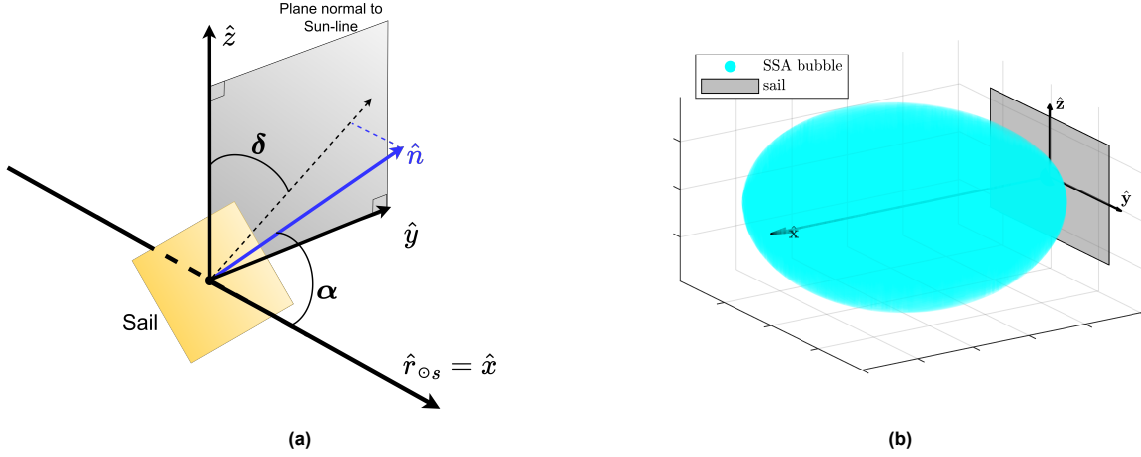 Plane normal to
Sun-line
ẑ
δ
n̂
ŷ
α
Sail
r̂⊙s = x̂
(a)
SSA bubble
sail
ẑ
ŷ
x̂
(b)